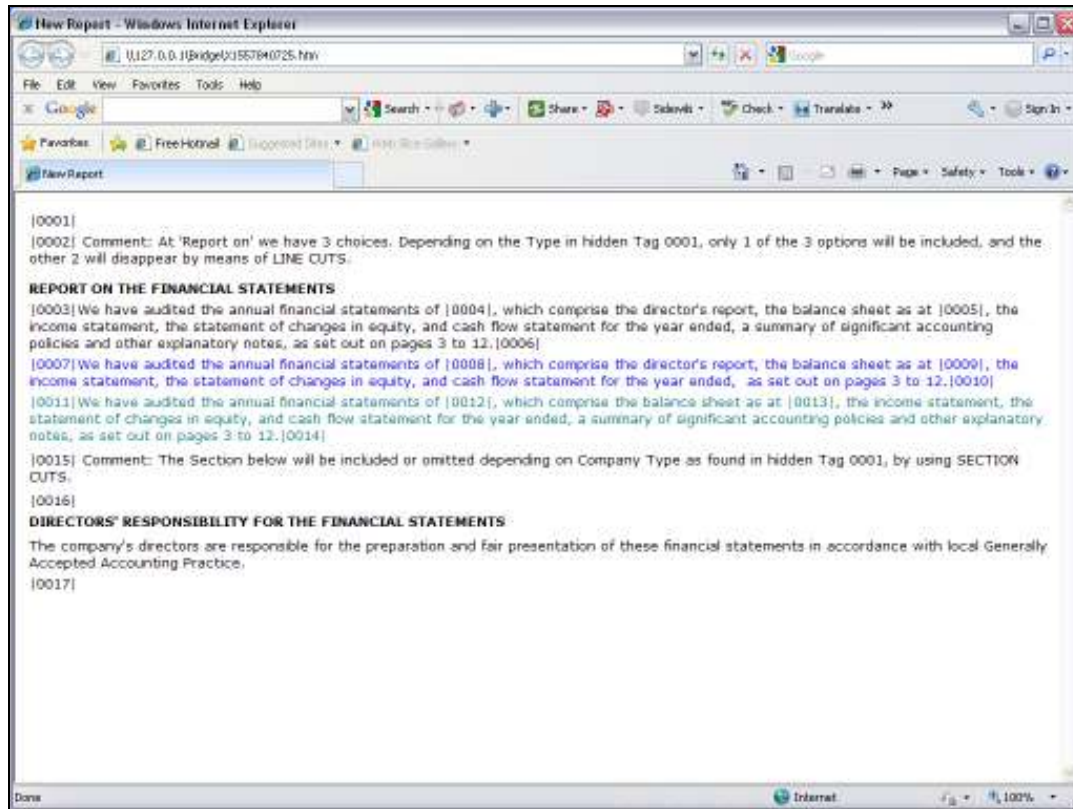 New Report - Windows Internet Explorer
Google
File Edit View Favorites Tools Help
Google Search Share Sidewiki Check Translate Sign In
Favorites Free Hotmail
New Report Page Safety Tools
|0001|
|0002| Comment: At 'Report on' we have 3 choices. Depending on the Type in hidden Tag 0001, only 1 of the 3 options will be included, and the
other 2 will disappear by means of LINE CUTS.
REPORT ON THE FINANCIAL STATEMENTS
|0003|We have audited the annual financial statements of |0004|, which comprise the director's report, the balance sheet as at |0005|, the
income statement, the statement of changes in equity, and cash flow statement for the year ended, a summary of significant accounting
policies and other explanatory notes, as set out on pages 3 to 12.|0006|
|0007|We have audited the annual financial statements of |0008|, which comprise the director's report, the balance sheet as at |0009|, the
income statement, the statement of changes in equity, and cash flow statement for the year ended, as set out on pages 3 to 12.|0010|
|0011|We have audited the annual financial statements of |0012|, which comprise the balance sheet as at |0013|, the income statement, the
statement of changes in equity, and cash flow statement for the year ended, a summary of significant accounting policies and other explanatory
notes, as set out on pages 3 to 12.|0014|
|0015| Comment: The Section below will be included or omitted depending on Company Type as found in hidden Tag 0001, by using SECTION
CUTS.
|0016|
DIRECTORS' RESPONSIBILITY FOR THE FINANCIAL STATEMENTS
The company's directors are responsible for the preparation and fair presentation of these financial statements in accordance with local Generally
Accepted Accounting Practice.
|0017|
Done Internet 100%